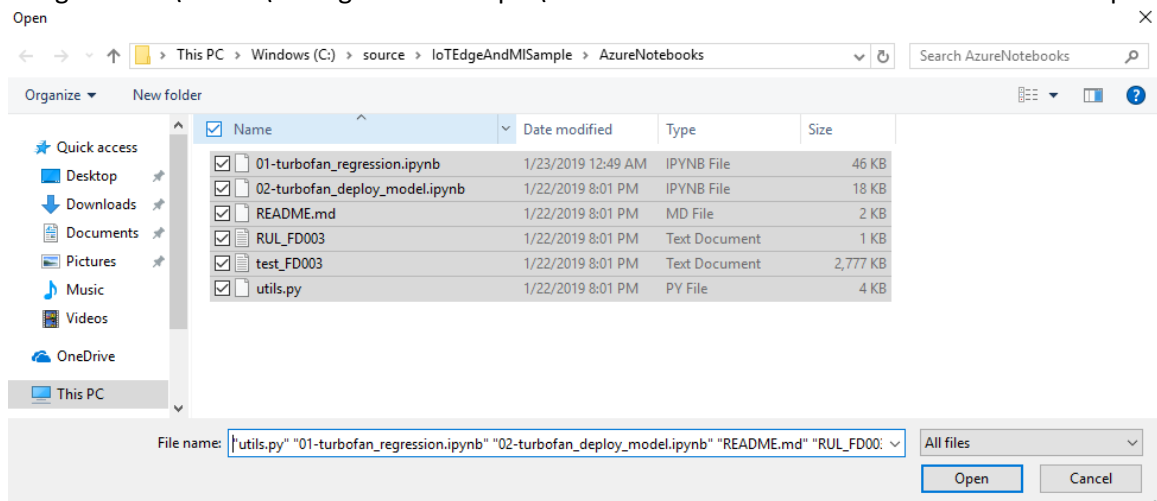 Open
This PC > Windows (C:) > source > IoTEdgeAndMlSample > AzureNotebooks
Search AzureNotebooks
Organize
New folder
Name
Date modified
Type
Size
Quick access
Desktop
Downloads
Documents
Pictures
Music
Videos
OneDrive
This PC
01-turbofan_regression.ipynb 1/23/2019 12:49 AM IPYNB File 46 KB
02-turbofan_deploy_model.ipynb 1/22/2019 8:01 PM IPYNB File 18 KB
README.md 1/22/2019 8:01 PM MD File 2 KB
RUL_FD003 1/22/2019 8:01 PM Text Document 1 KB
test_FD003 1/22/2019 8:01 PM Text Document 2,777 KB
utils.py 1/22/2019 8:01 PM PY File 4 KB
File name: "utils.py" "01-turbofan_regression.ipynb" "02-turbofan_deploy_model.ipynb" "README.md" "RUL_FD00
All files
Open
Cancel